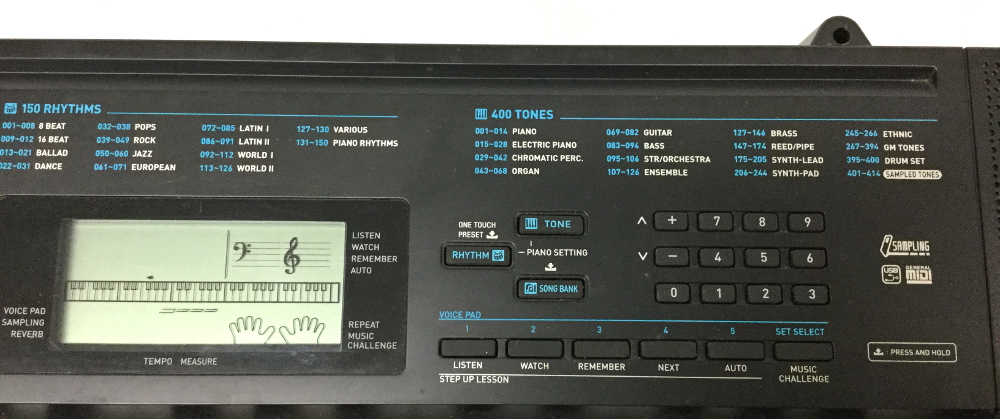 150 RHYTHMS
001~008 8 BEAT 032~038 POPS 072~085 LATIN I 127~130 VARIOUS
009~012 16 BEAT 039~049 ROCK 086~091 LATIN II 131~150 PIANO RHYTHMS
013~021 BALLAD 050~060 JAZZ 092~112 WORLD I
022~031 DANCE 061~071 EUROPEAN 113~126 WORLD II
400 TONES
001~014 PIANO 069~082 GUITAR 127~146 BRASS 245~266 ETHNIC
015~028 ELECTRIC PIANO 083~094 BASS 147~174 REED/PIPE 267~394 GM TONES
029~042 CHROMATIC PERC. 095~106 STR/ORCHESTRA 175~205 SYNTH-LEAD 395~400 DRUM SET
043~068 ORGAN 107~126 ENSEMBLE 206~244 SYNTH-PAD 401~414 SAMPLED TONES
LISTEN
WATCH
REMEMBER
AUTO
VOICE PAD
SAMPLING
REVERB
REPEAT
MUSIC
CHALLENGE
TEMPO MEASURE
ONE TOUCH
PRESET
TONE
RHYTHM
PIANO SETTING
SONG BANK
+ 7 8 9
− 4 5 6
0 1 2 3
SAMPLING
USB
GENERAL
MIDI
VOICE PAD
1 2 3 4 5 SET SELECT
LISTEN WATCH REMEMBER NEXT AUTO MUSIC
CHALLENGE
STEP UP LESSON
: PRESS AND HOLD